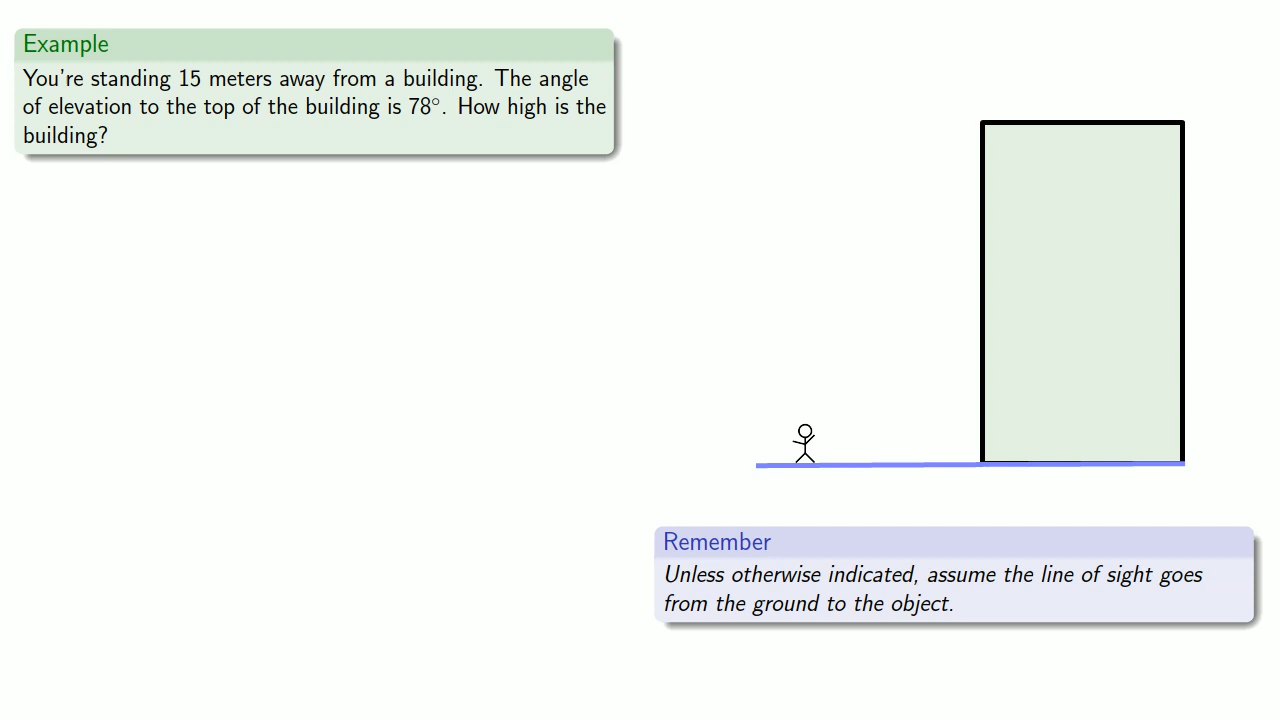 Example
You're standing 15 meters away from a building. The angle
of elevation to the top of the building is 78°. How high is the
building?
Remember
Unless otherwise indicated, assume the line of sight goes
from the ground to the object.